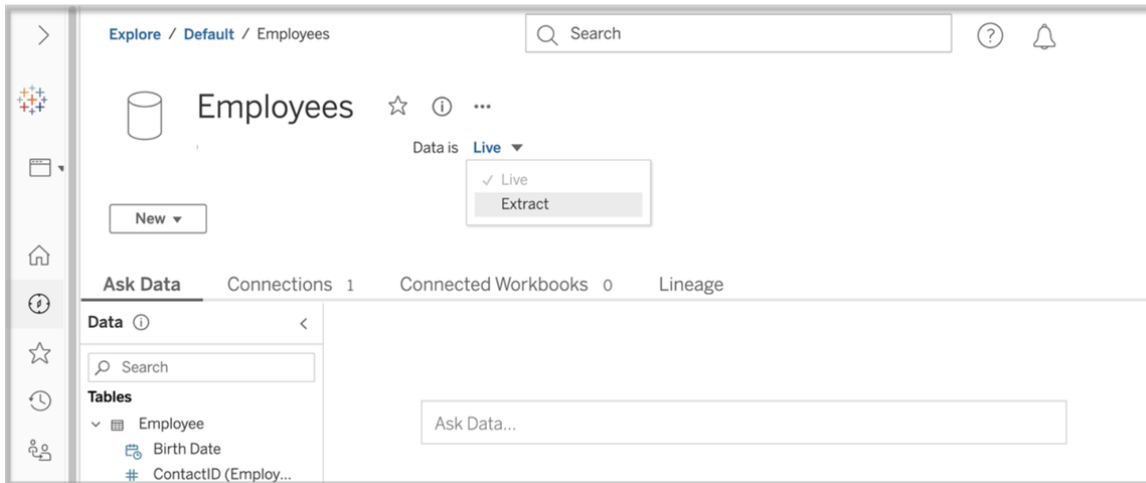 Explore / Default / Employees
Search
Employees
Data is Live
✓ Live
Extract
New
Ask Data
Connections 1
Connected Workbooks 0
Lineage
Data
Search
Tables
Employee
Birth Date
ContactID (Employ...
Ask Data...